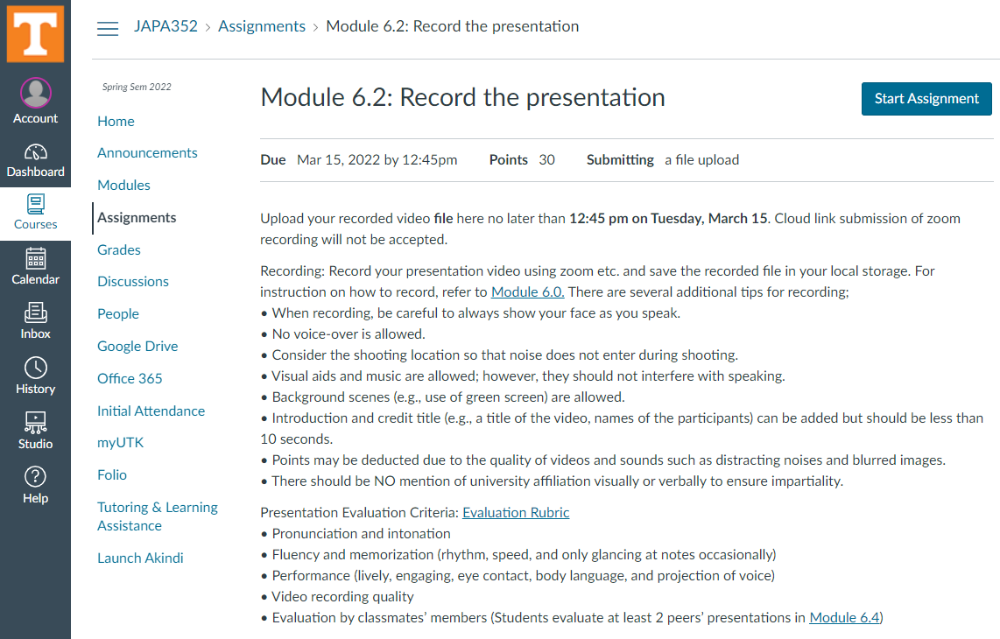 T
JAPA352 > Assignments > Module 6.2: Record the presentation
Account
Dashboard
Courses
Calendar
Inbox
History
Studio
Help
Spring Sem 2022
Home
Announcements
Modules
Assignments
Grades
Discussions
People
Google Drive
Office 365
Initial Attendance
myUTK
Folio
Tutoring & Learning
Assistance
Launch Akindi
Module 6.2: Record the presentation
Start Assignment
Due Mar 15, 2022 by 12:45pm Points 30 Submitting a file upload
Upload your recorded video file here no later than 12:45 pm on Tuesday, March 15. Cloud link submission of zoom
recording will not be accepted.
Recording: Record your presentation video using zoom etc. and save the recorded file in your local storage. For
instruction on how to record, refer to Module 6.0. There are several additional tips for recording;
• When recording, be careful to always show your face as you speak.
• No voice-over is allowed.
• Consider the shooting location so that noise does not enter during shooting.
• Visual aids and music are allowed; however, they should not interfere with speaking.
• Background scenes (e.g., use of green screen) are allowed.
• Introduction and credit title (e.g., a title of the video, names of the participants) can be added but should be less than
10 seconds.
• Points may be deducted due to the quality of videos and sounds such as distracting noises and blurred images.
• There should be NO mention of university affiliation visually or verbally to ensure impartiality.
Presentation Evaluation Criteria: Evaluation Rubric
• Pronunciation and intonation
• Fluency and memorization (rhythm, speed, and only glancing at notes occasionally)
• Performance (lively, engaging, eye contact, body language, and projection of voice)
• Video recording quality
• Evaluation by classmates’ members (Students evaluate at least 2 peers’ presentations in Module 6.4)